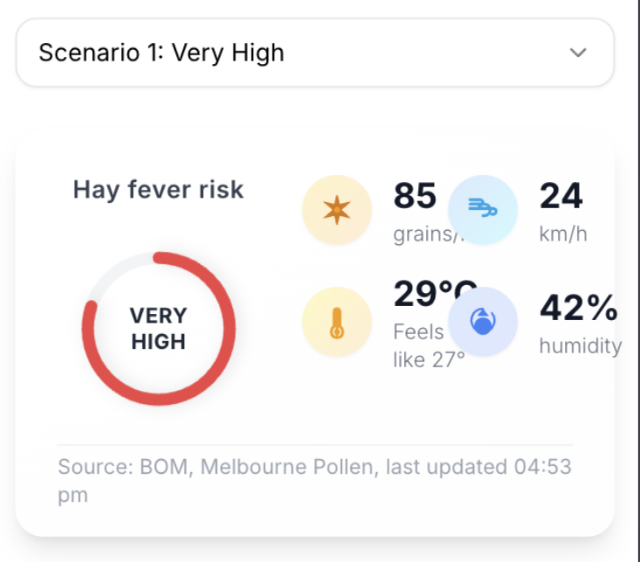 Scenario 1: Very High
Hay fever risk
VERY
HIGH
85
grains/
24
km/h
29°C
Feels
like 27°
42%
humidity
Source: BOM, Melbourne Pollen, last updated 04:53
pm